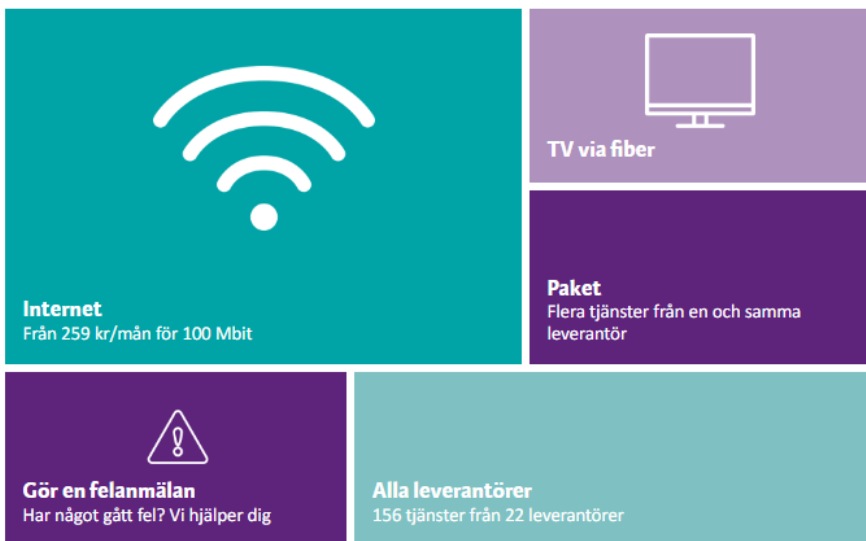 TV via fiber
Internet
Från 259 kr/mån för 100 Mbit
Paket
Flera tjänster från en och samma
leverantör
Gör en felanmälan
Har något gått fel? Vi hjälper dig
Alla leverantörer
156 tjänster från 22 leverantörer